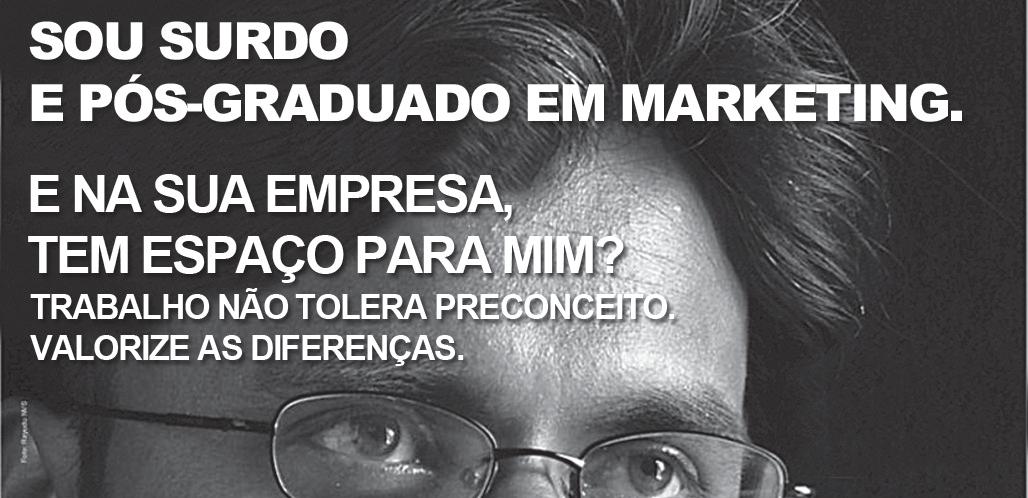 SOU SURDO
E PÓS-GRADUADO EM MARKETING.
E NA SUA EMPRESA,
TEM ESPAÇO PARA MIM?
TRABALHO NÃO TOLERA PRECONCEITO.
VALORIZE AS DIFERENÇAS.
Foto: